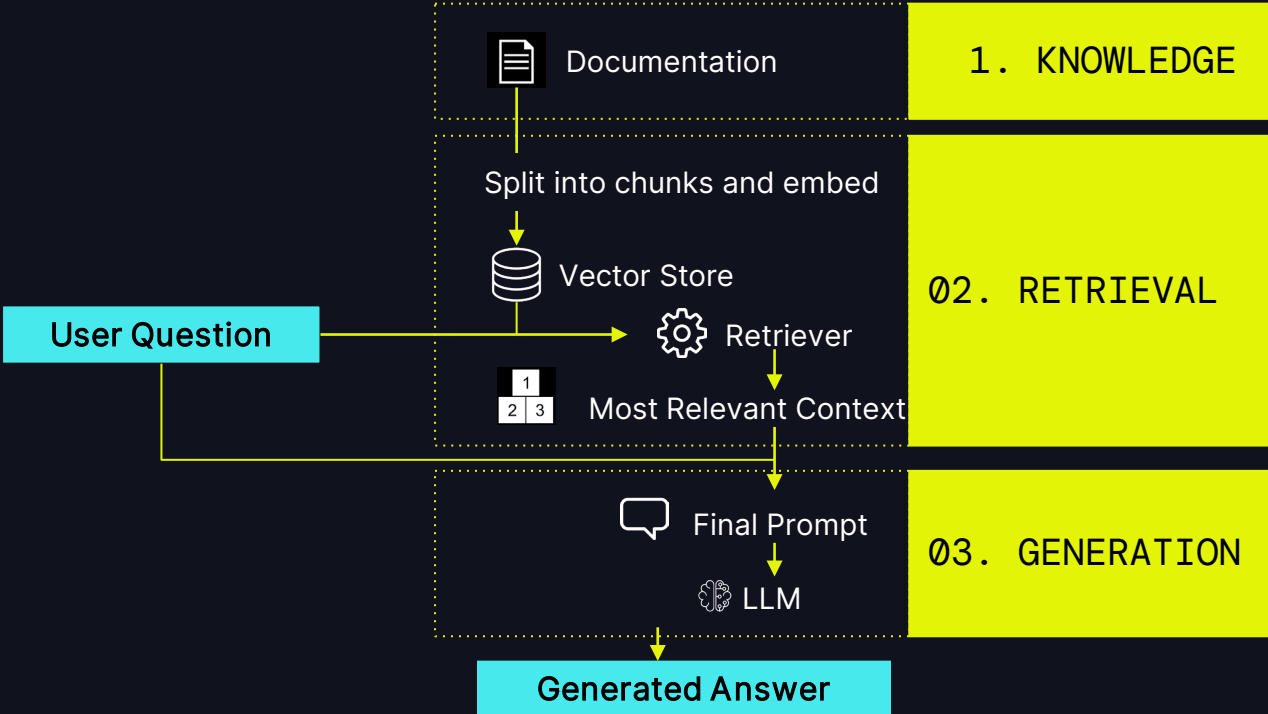 Documentation
1. KNOWLEDGE
Split into chunks and embed
Vector Store
02. RETRIEVAL
User Question
Retriever
1
2 3
Most Relevant Context
Final Prompt
03. GENERATION
LLM
Generated Answer